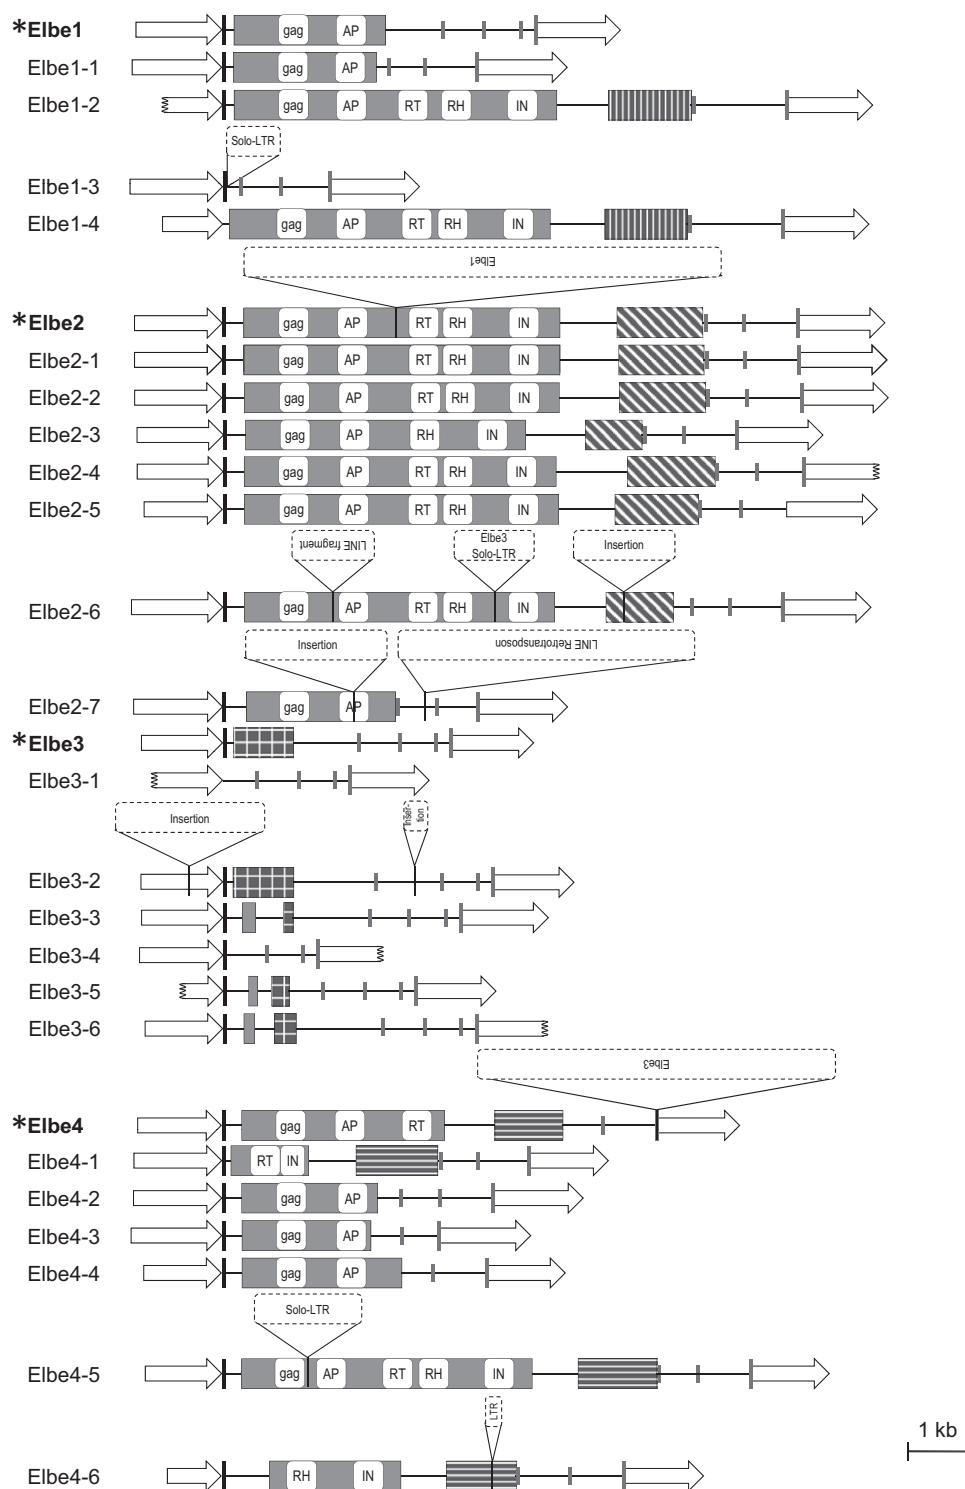 *Elbe1 gag AP
Elbe1-1 gag AP
Elbe1-2 gag AP RT RH IN
Solo-LTR
Elbe1-3
Elbe1-4 gag AP RT RH IN
Elbe1
*Elbe2 gag AP RT RH IN
Elbe2-1 gag AP RT RH IN
Elbe2-2 gag AP RT RH IN
Elbe2-3 gag AP RH IN
Elbe2-4 gag AP RT RH IN
Elbe2-5 gag AP RT RH IN
LINE fragment
Elbe3
Solo-LTR
Insertion
Elbe2-6 gag AP RT RH IN
Insertion
LINE Retrotransposon
Elbe2-7 gag AP
*Elbe3
Elbe3-1
Insertion
Inser-
tion
Elbe3-2
Elbe3-3
Elbe3-4
Elbe3-5
Elbe3-6
Elbe3
*Elbe4 gag AP RT
Elbe4-1 RT IN
Elbe4-2 gag AP
Elbe4-3 gag AP
Elbe4-4 gag AP
Solo-LTR
Elbe4-5 gag AP RT RH IN
LTR
1 kb
Elbe4-6 RH IN